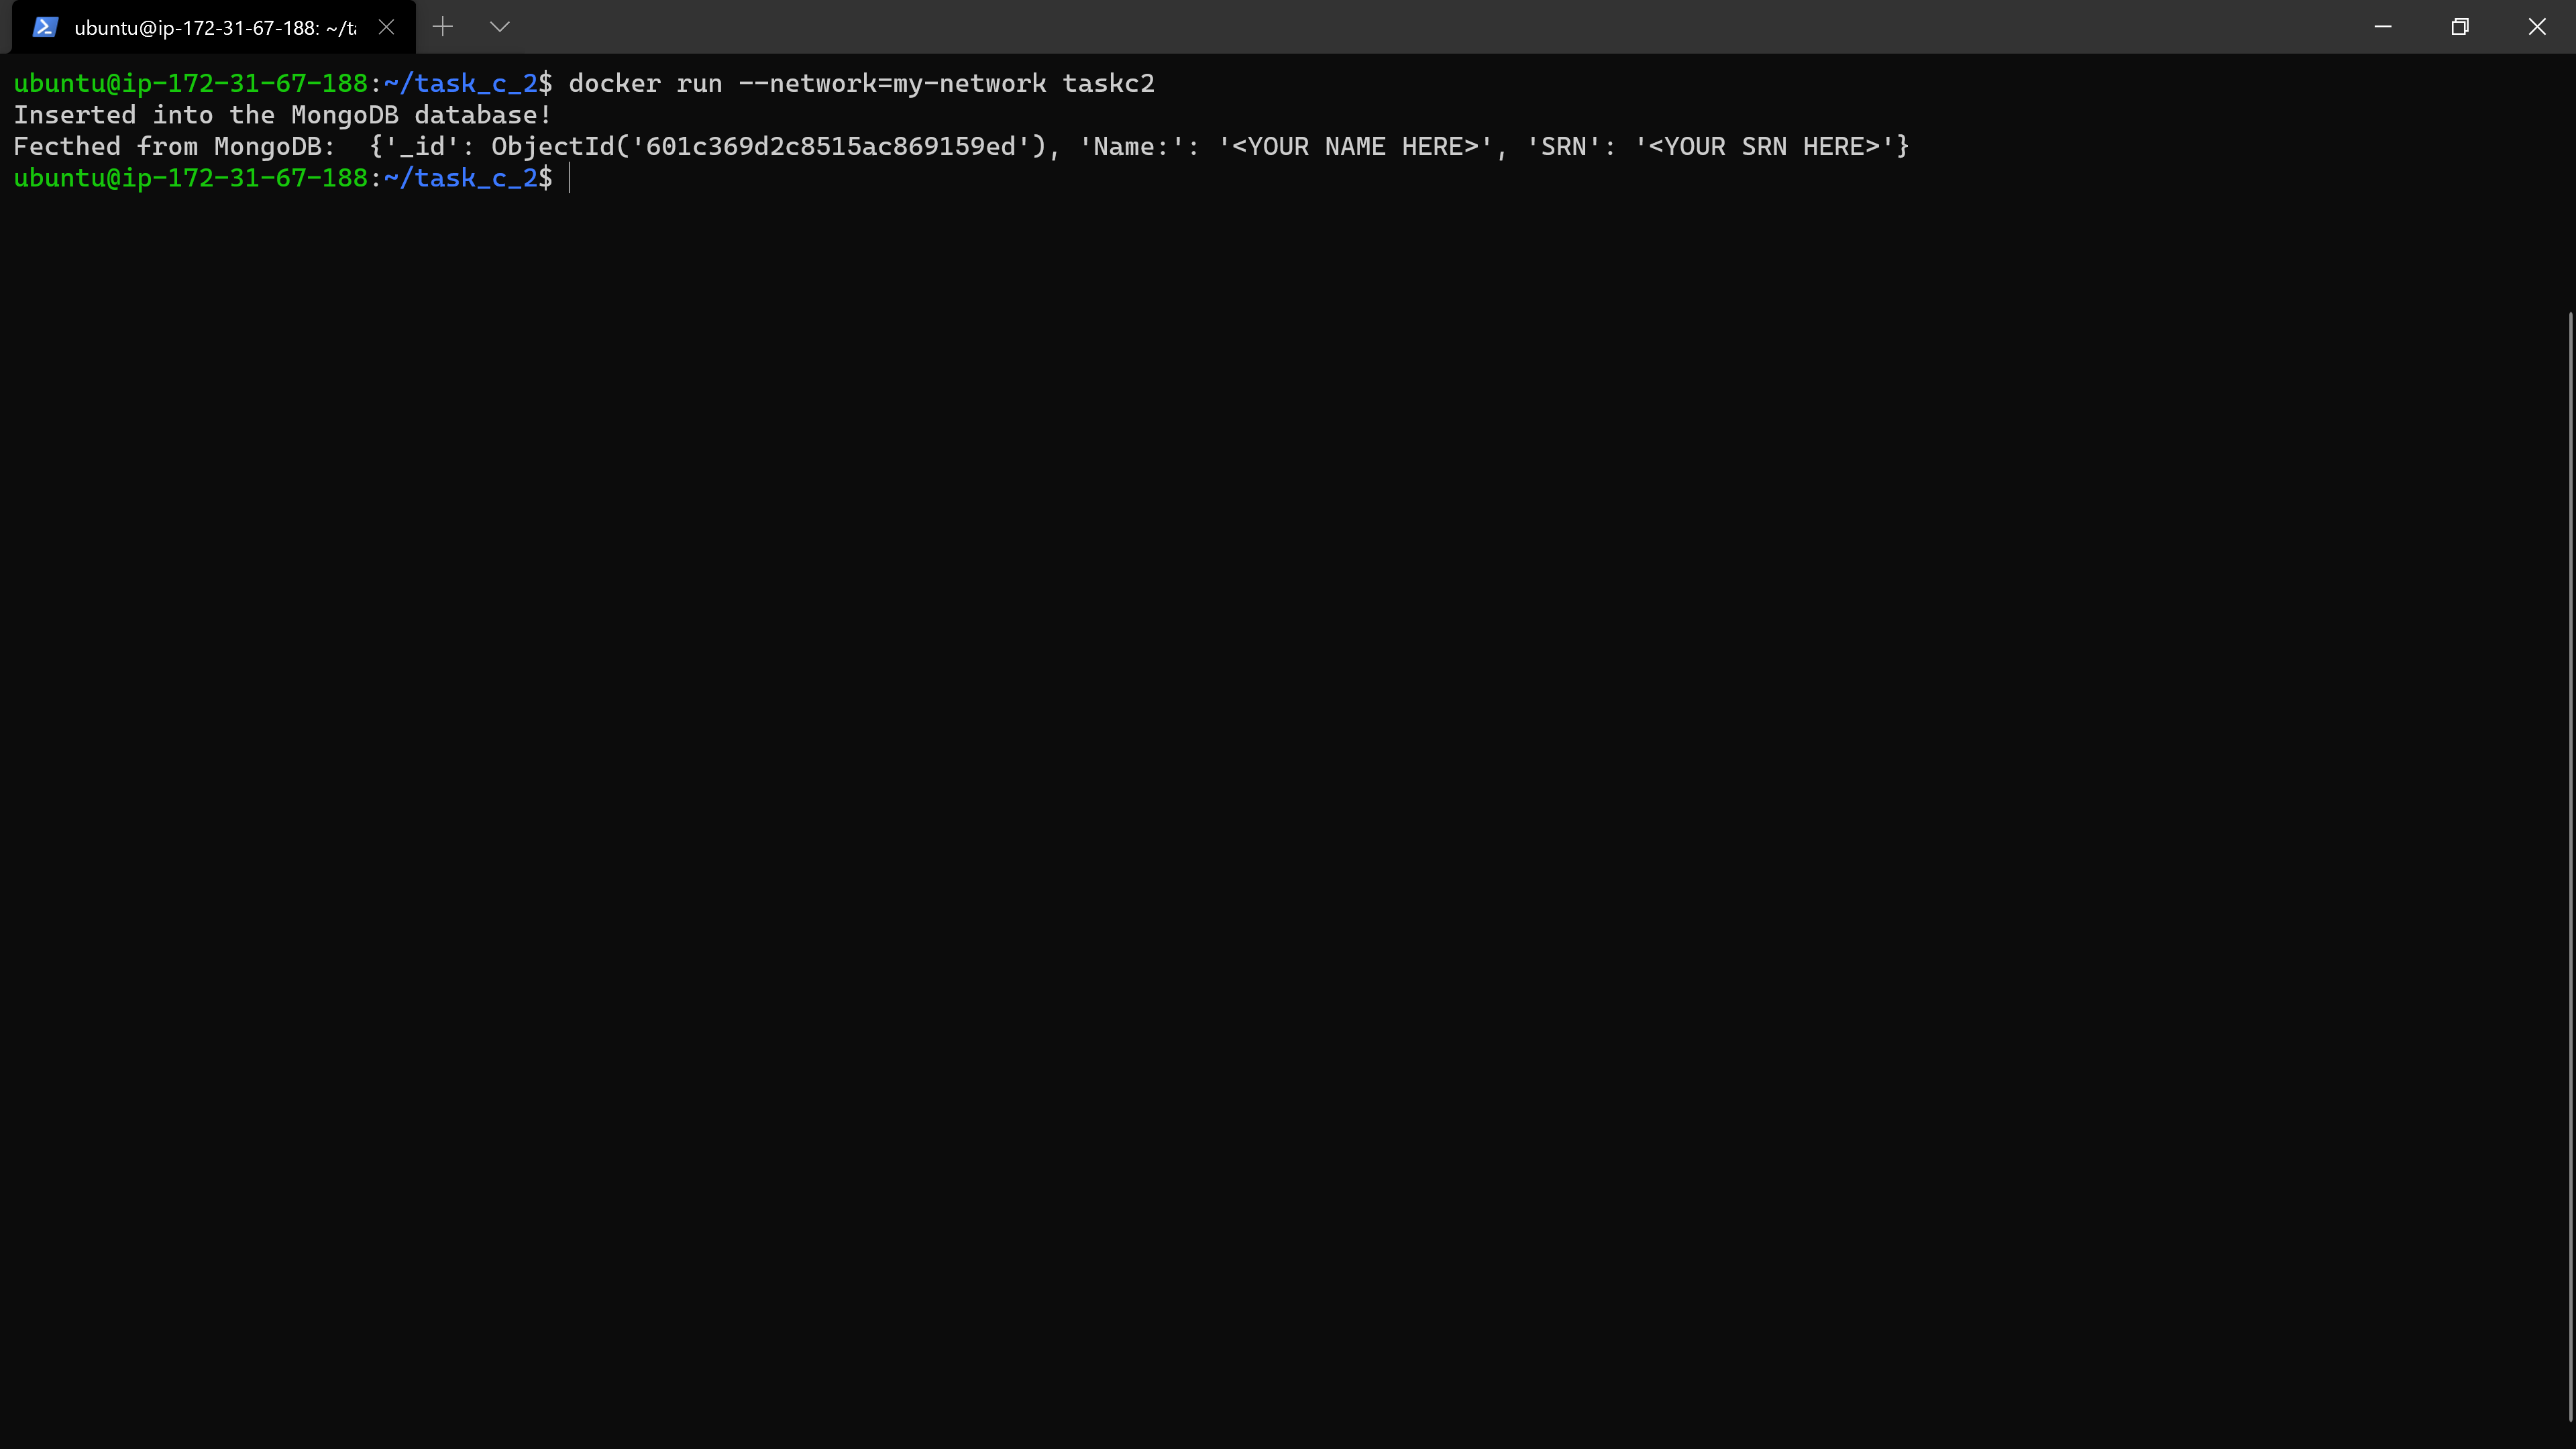 ubuntu@ip-172-31-67-188: ~/ta
ubuntu@ip-172-31-67-188:~/task_c_2$ docker run --network=my-network taskc2
Inserted into the MongoDB database!
Fecthed from MongoDB:  {'_id': ObjectId('601c369d2c8515ac869159ed'), 'Name:': '<YOUR NAME HERE>', 'SRN': '<YOUR SRN HERE>'}
ubuntu@ip-172-31-67-188:~/task_c_2$